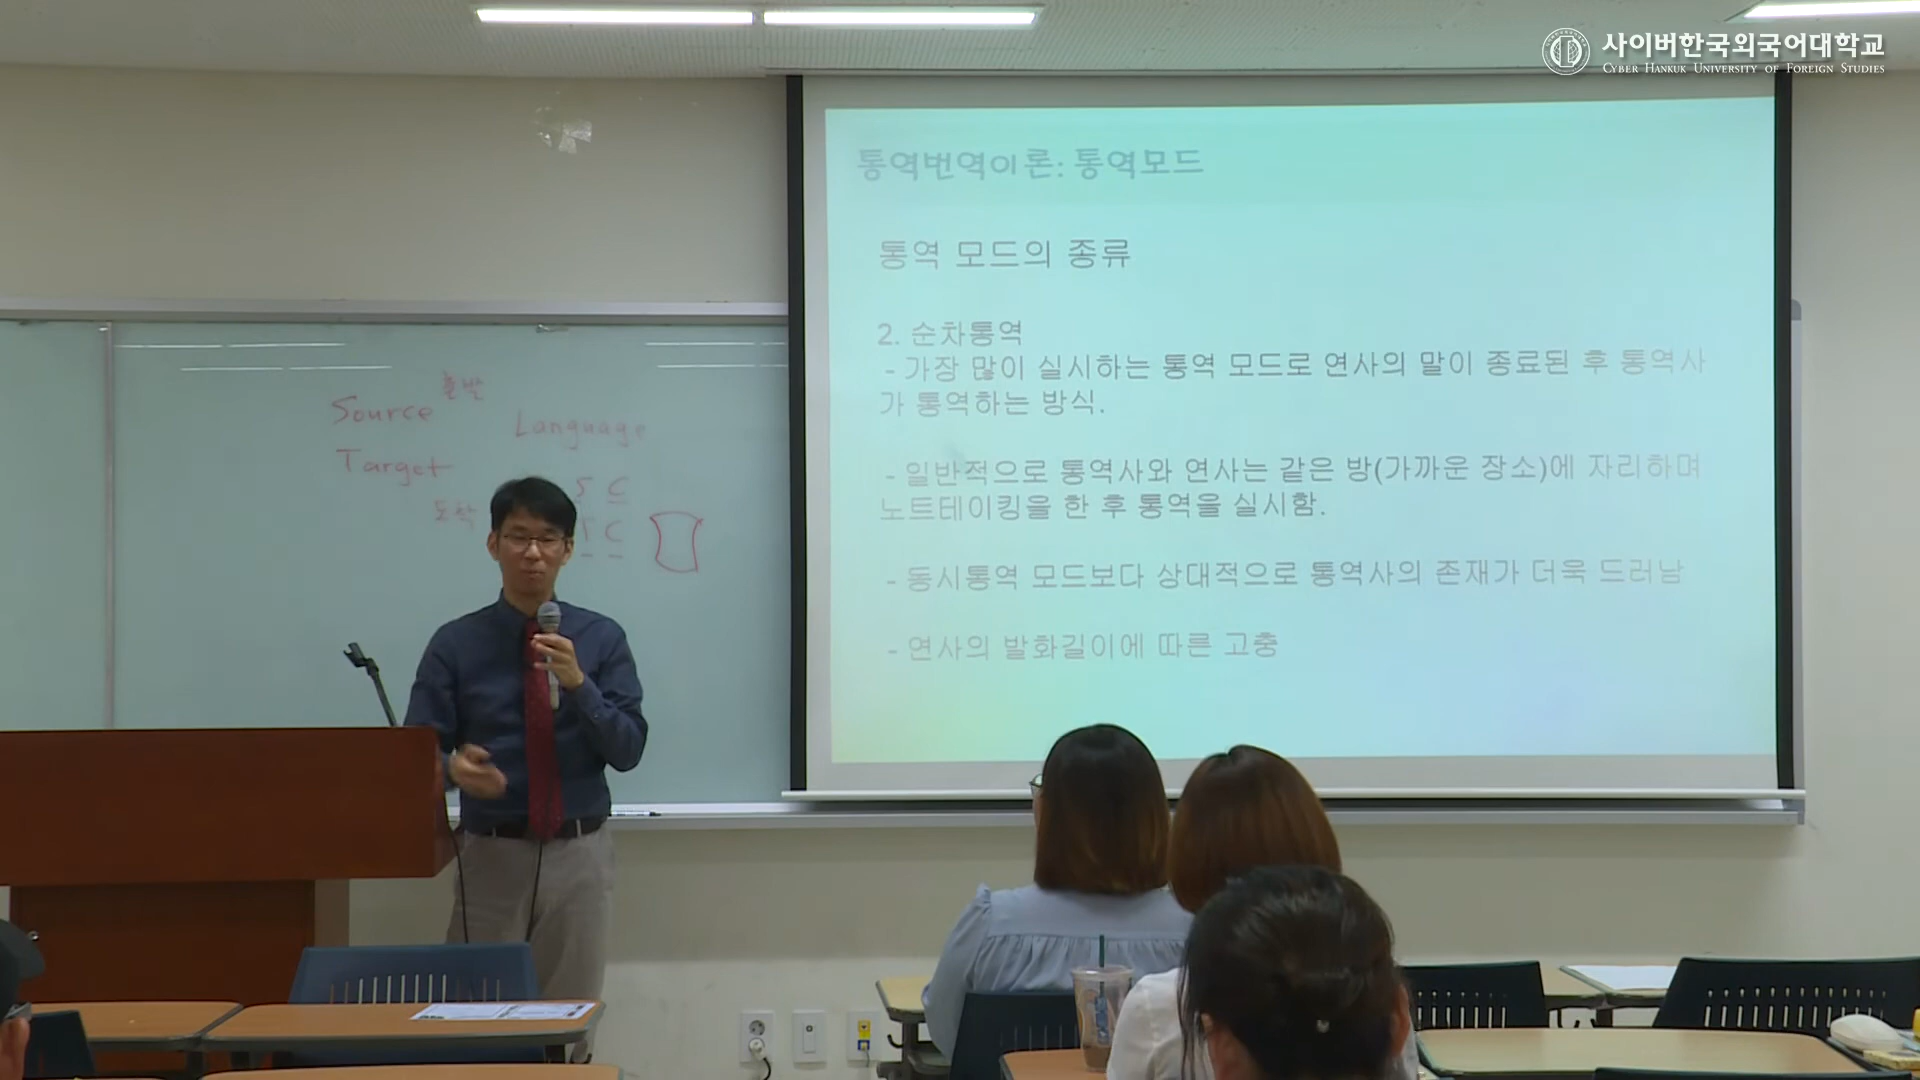 사이버한국외국어대학교
CYBER HANKUK UNIVERSITY OF FOREIGN STUDIES
통역번역이론: 통역모드
통역 모드의 종류
2. 순차통역
- 가장 많이 실시하는 통역 모드로 연사의 말이 종료된 후 통역사
가 통역하는 방식.
- 일반적으로 통역사와 연사는 같은 방(가까운 장소)에 자리하며
노트테이킹을 한 후 통역을 실시함.
- 동시통역 모드보다 상대적으로 통역사의 존재가 더욱 드러남
- 연사의 발화길이에 따른 고충
출발
Source
Language
Target
S C
도착
T C